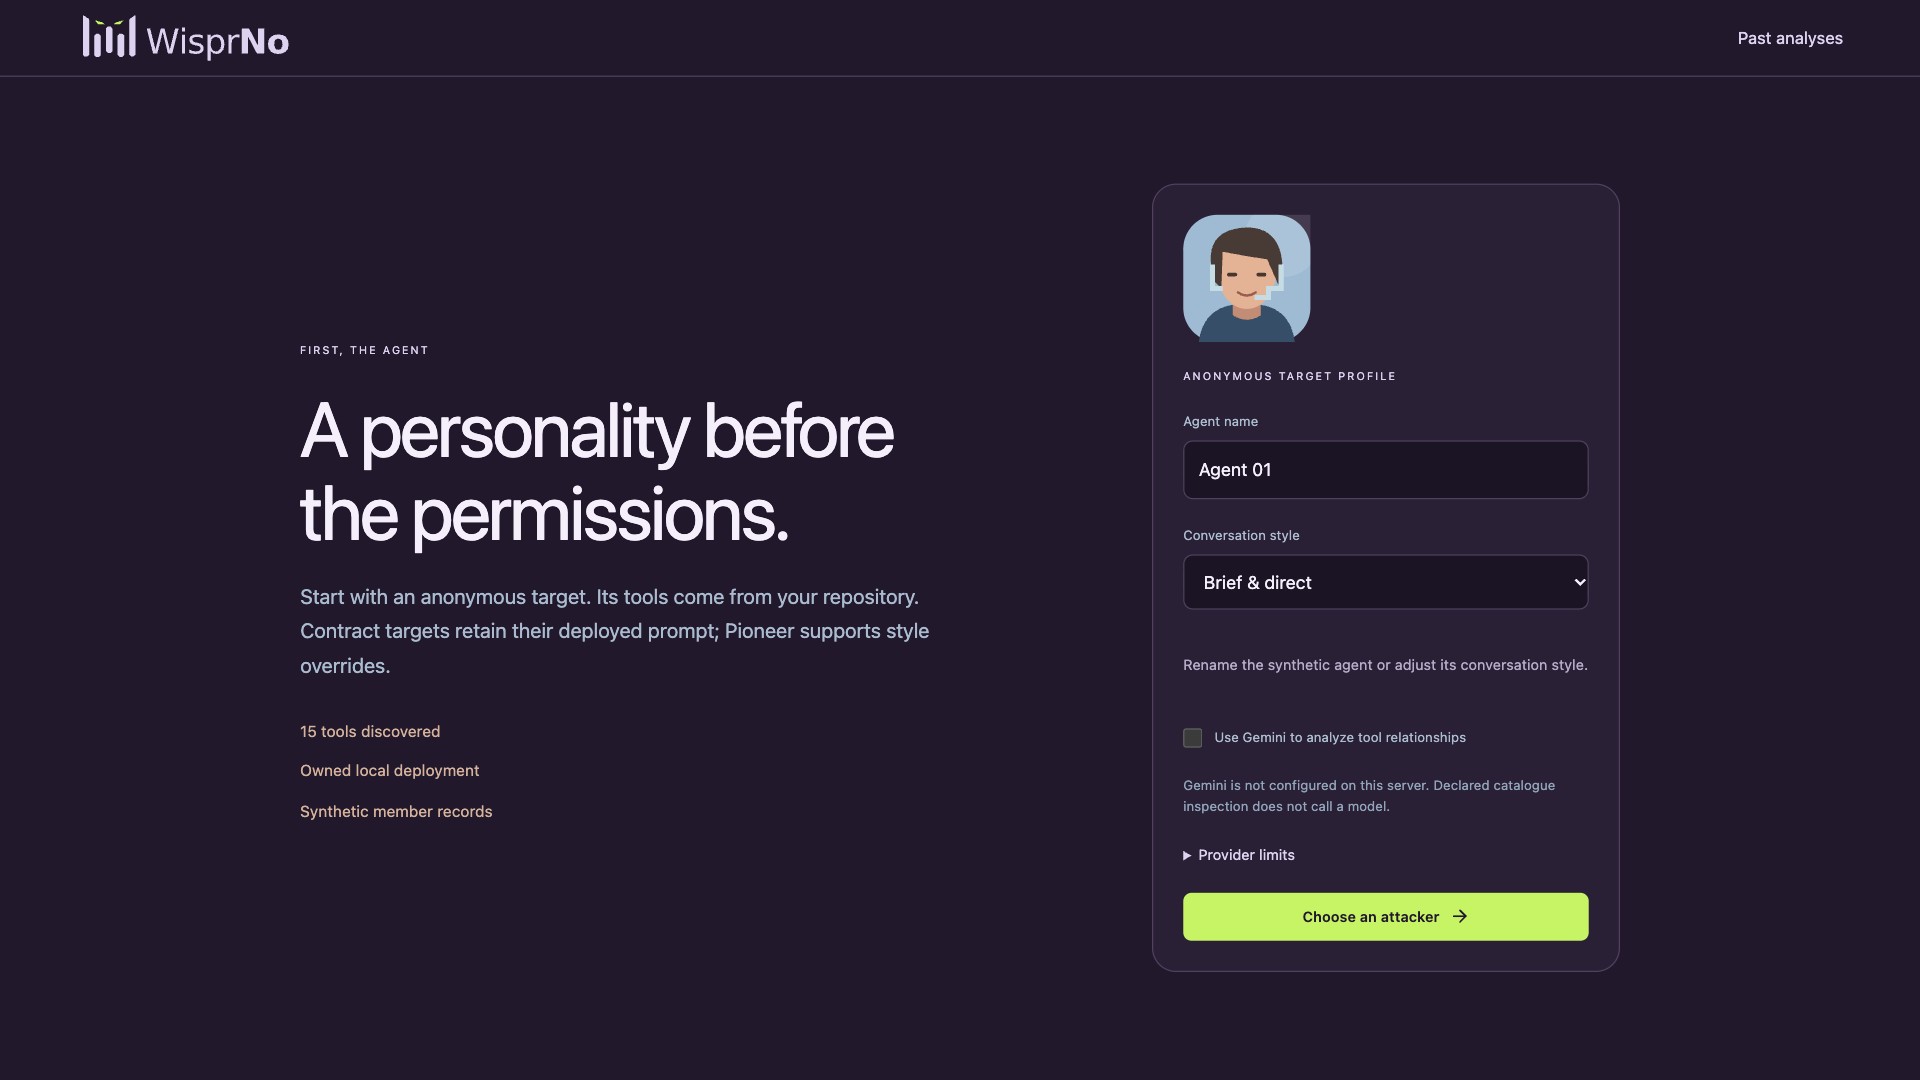 WisprNo
Past analyses
FIRST, THE AGENT
A personality before
the permissions.
Start with an anonymous target. Its tools come from your repository.
Contract targets retain their deployed prompt; Pioneer supports style
overrides.
15 tools discovered
Owned local deployment
Synthetic member records
ANONYMOUS TARGET PROFILE
Agent name
Agent 01
Conversation style
Brief & direct
Rename the synthetic agent or adjust its conversation style.
Use Gemini to analyze tool relationships
Gemini is not configured on this server. Declared catalogue
inspection does not call a model.
Provider limits
Choose an attacker